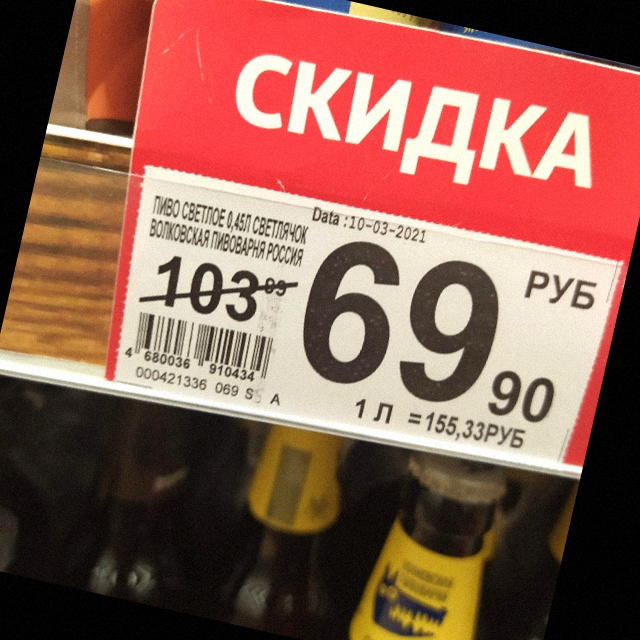 СКИДКА
ПИВО СВЕТЛОЕ 0,45Л СВЕТЛЯЧОК
ВОЛКОВСКАЯ ПИВОВАРНЯ РОССИЯ
Data :10-03-2021
103
69 90
РУБ
4 680036 910434
000421336 069 S A
1 Л =155,33РУБ